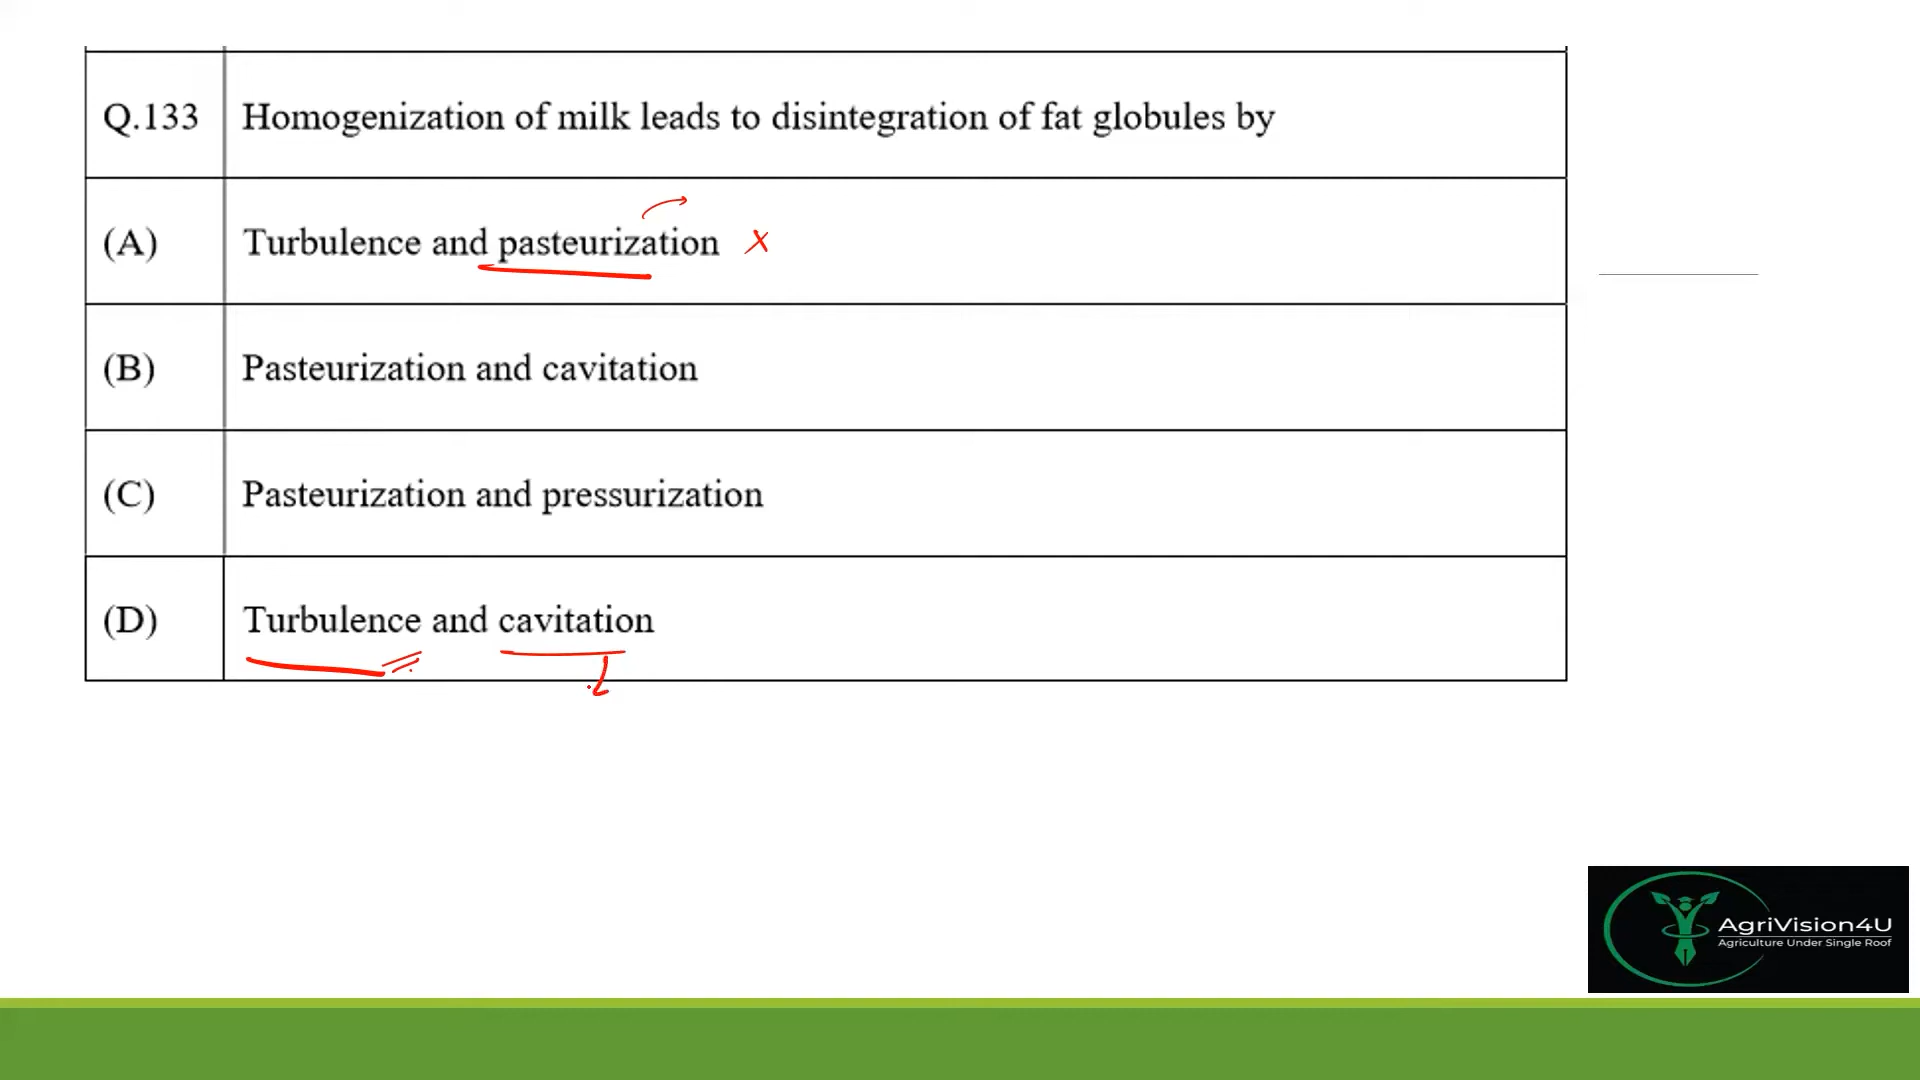 Q.133 Homogenization of milk leads to disintegration of fat globules by
(A) Turbulence and pasteurization x
(B) Pasteurization and cavitation
(C) Pasteurization and pressurization
(D) Turbulence and cavitation
AgriVision4U
Agriculture Under Single Roof